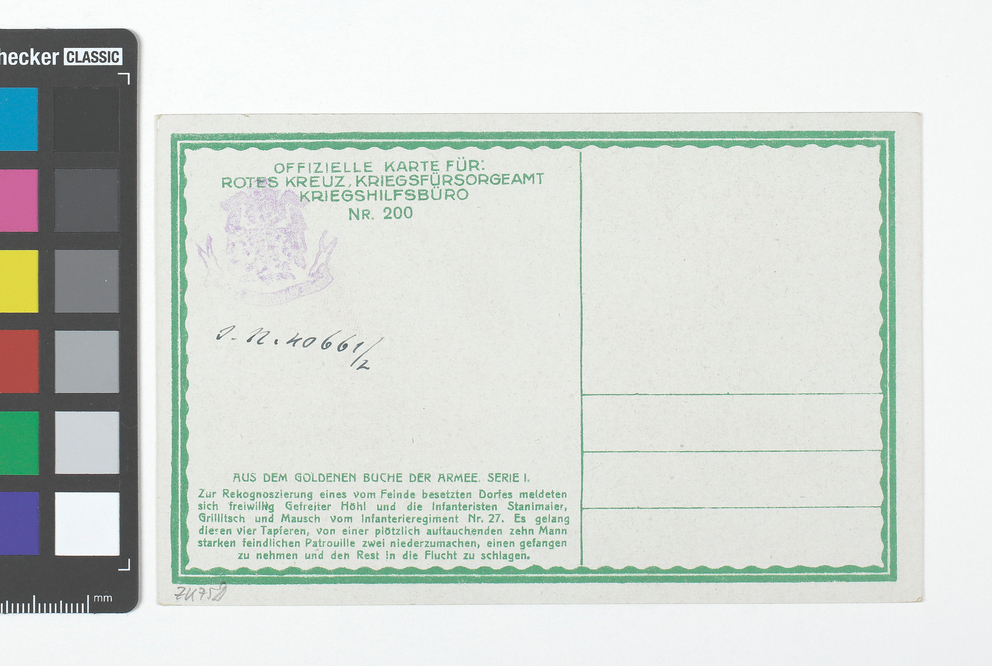 hecker CLASSIC
OFFIZIELLE KARTE FÜR:
ROTES KREUZ, KRIEGSFÜRSORGEAMT
KRIEGSHILFSBÜRO
NR. 200
J. N. 40661/2
AUS DEM GOLDENEN BUCHE DER ARMEE. SERIE I.
Zur Rekognoszierung eines vom Feinde besetzten Dorfes meldeten
sich freiwillig Gefreiter Höhl und die Infanteristen Stanimaier,
Grillitsch und Mausch vom Infanterieregiment Nr. 27. Es gelang
diesen vier Tapferen, von einer plötzlich auftauchenden zehn Mann
starken feindlichen Patrouille zwei niederzumachen, einen gefangen
zu nehmen und den Rest in die Flucht zu schlagen.
mm